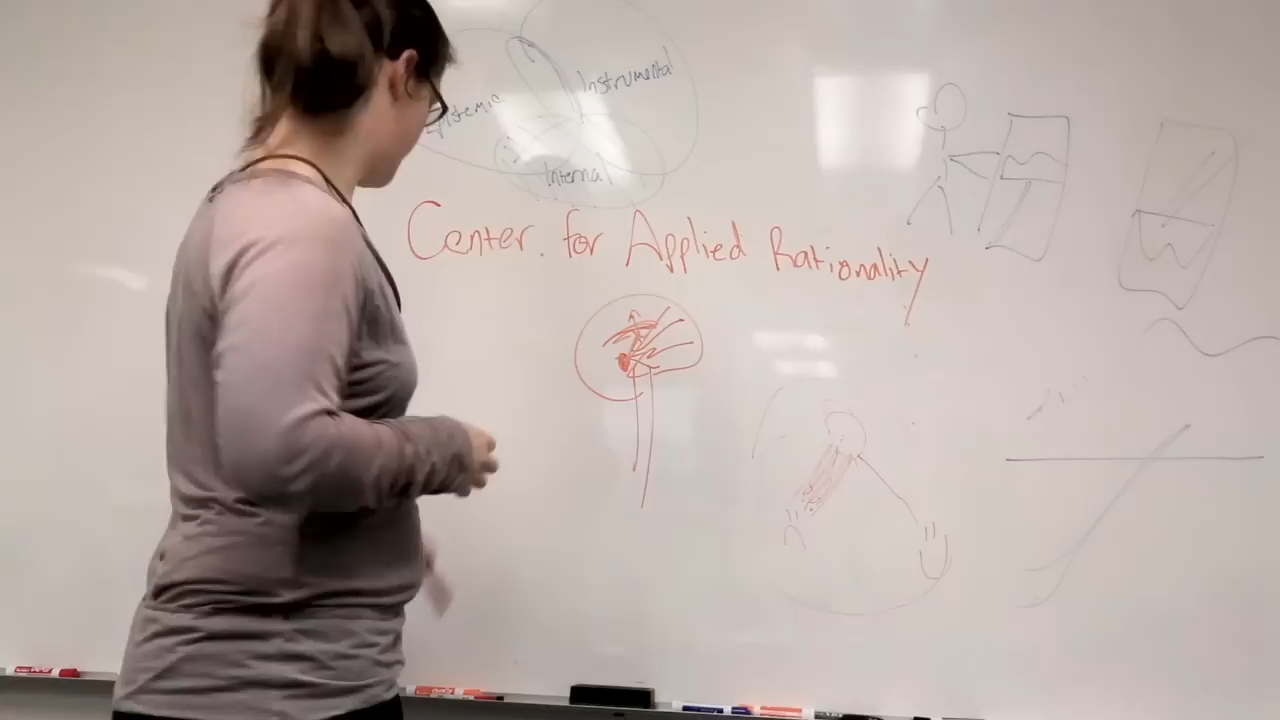 Instrumental
Epistemic
Internal
Center for Applied Rationality